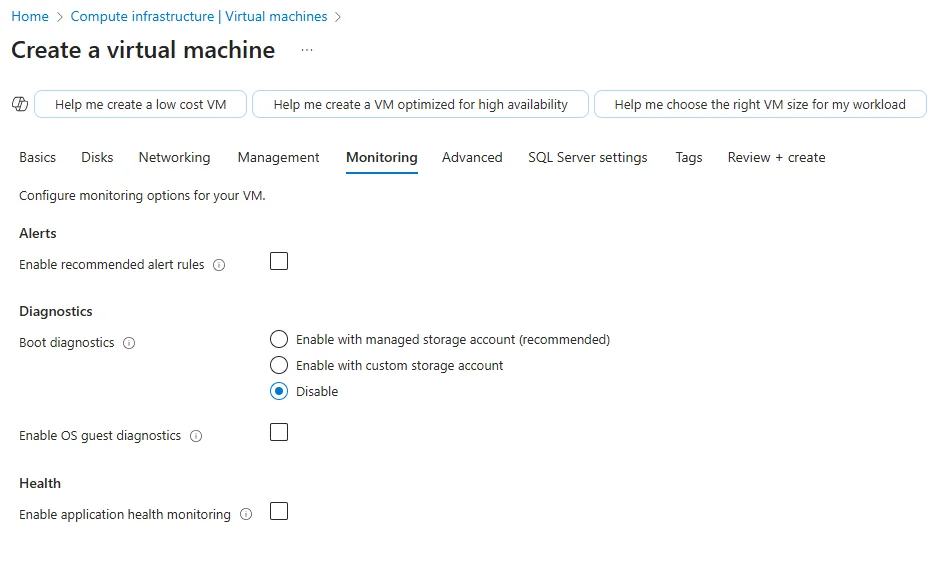 Home > Compute infrastructure | Virtual machines >
Create a virtual machine ...
Help me create a low cost VM Help me create a VM optimized for high availability Help me choose the right VM size for my workload
Basics Disks Networking Management Monitoring Advanced SQL Server settings Tags Review + create
Configure monitoring options for your VM.
Alerts
Enable recommended alert rules
Diagnostics
Boot diagnostics
Enable with managed storage account (recommended)
Enable with custom storage account
Disable
Enable OS guest diagnostics
Health
Enable application health monitoring